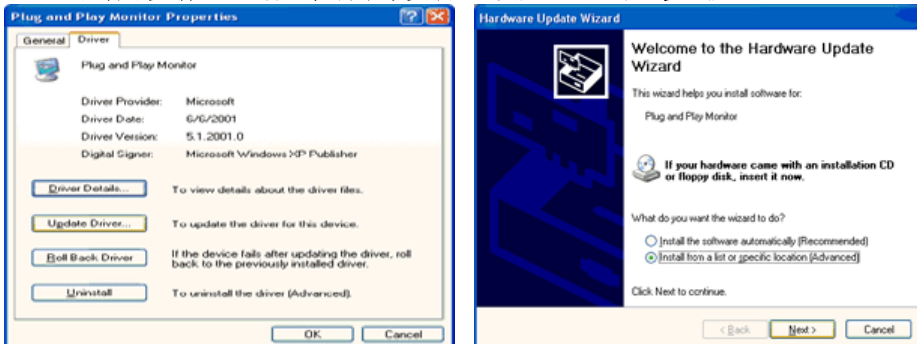 Plug and Play Monitor Properties
General
Driver
Plug and Play Monitor
Driver Provider: Microsoft
Driver Date: 6/6/2001
Driver Version: 5.1.2001.0
Digital Signer: Microsoft Windows XP Publisher
Driver Details...
To view details about the driver files.
Update Driver...
To update the driver for this device.
Roll Back Driver
If the device fails after updating the driver, roll
back to the previously installed driver.
Uninstall
To uninstall the driver (Advanced).
OK
Cancel
Hardware Update Wizard
Welcome to the Hardware Update
Wizard
This wizard helps you install software for:
Plug and Play Monitor
If your hardware came with an installation CD
or floppy disk, insert it now.
What do you want the wizard to do?
Install the software automatically (Recommended)
Install from a list or specific location (Advanced)
Click Next to continue.
< Back
Next >
Cancel